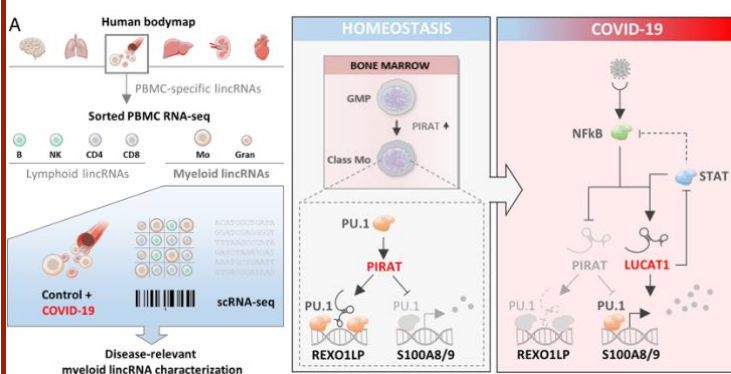 A
Human bodymap
PBMC-specific lincRNAs
Sorted PBMC RNA-seq
B NK CD4 CD8 Mo Gran
Lymphoid lincRNAs Myeloid lincRNAs
Control +
COVID-19
scRNA-seq
Disease-relevant
myeloid lincRNA characterization
HOMEOSTASIS
BONE MARROW
GMP
PIRAT
Class Mo
PU.1
PIRAT
PU.1 PU.1
REXO1LP S100A8/9
COVID-19
NFkB
STAT
PIRAT LUCAT1
PU.1 PU.1
REXO1LP S100A8/9